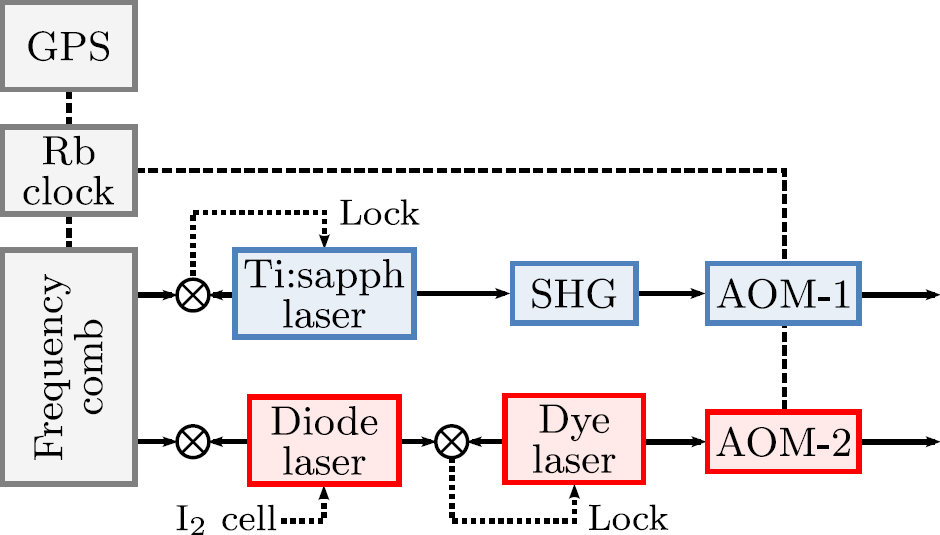 GPS
Rb
clock
Lock
Ti:sapph
laser
SHG
AOM-1
Frequency
comb
Diode
laser
Dye
laser
AOM-2
I₂ cell
Lock